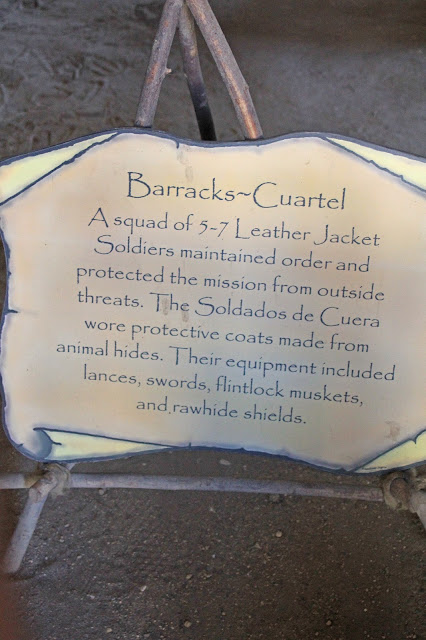 Barracks~Cuartel
A squad of 5-7 Leather Jacket
Soldiers maintained order and
protected the mission from outside
threats. The Soldados de Cuera
wore protective coats made from
animal hides. Their equipment included
lances, swords, flintlock muskets,
and rawhide shields.